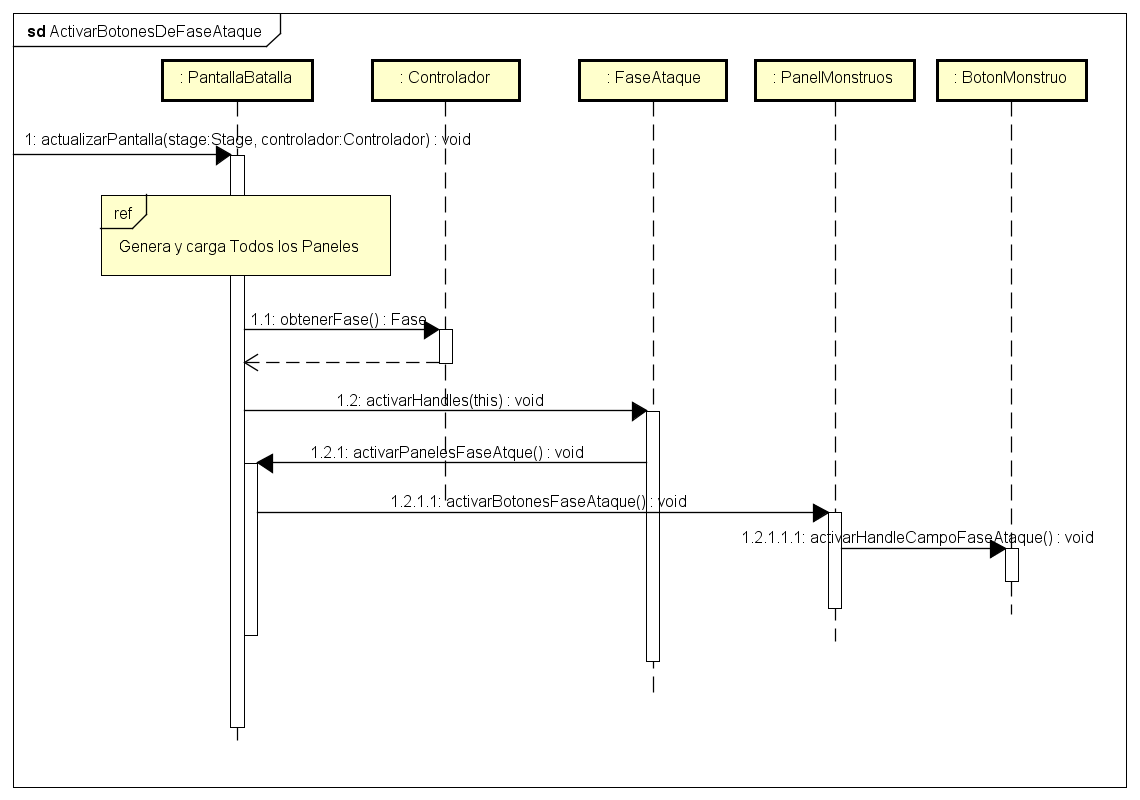 sd ActivarBotonesDeFaseAtaque
: PantallaBatalla
: Controlador
: FaseAtaque
: PanelMonstruos
: BotonMonstruo
1: actualizarPantalla(stage:Stage, controlador:Controlador) : void
ref
Genera y carga Todos los Paneles
1.1: obtenerFase() : Fase
1.2: activarHandles(this) : void
1.2.1: activarPanelesFaseAtque() : void
1.2.1.1: activarBotonesFaseAtaque() : void
1.2.1.1.1: activarHandleCampoFaseAtaque() : void